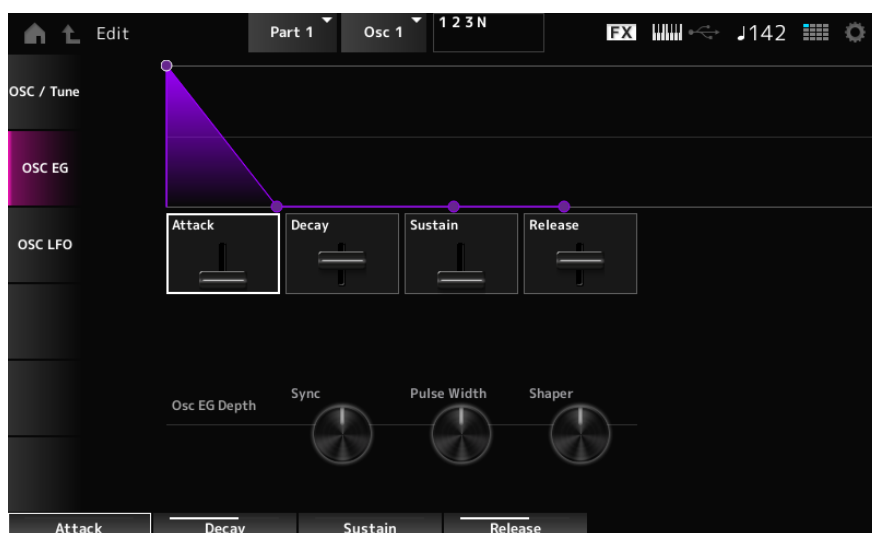 Edit
Part 1
Osc 1
1 2 3 N
FX
♩142
OSC / Tune
OSC EG
OSC LFO
Attack
Decay
Sustain
Release
Osc EG Depth
Sync
Pulse Width
Shaper
Attack
Decay
Sustain
Release